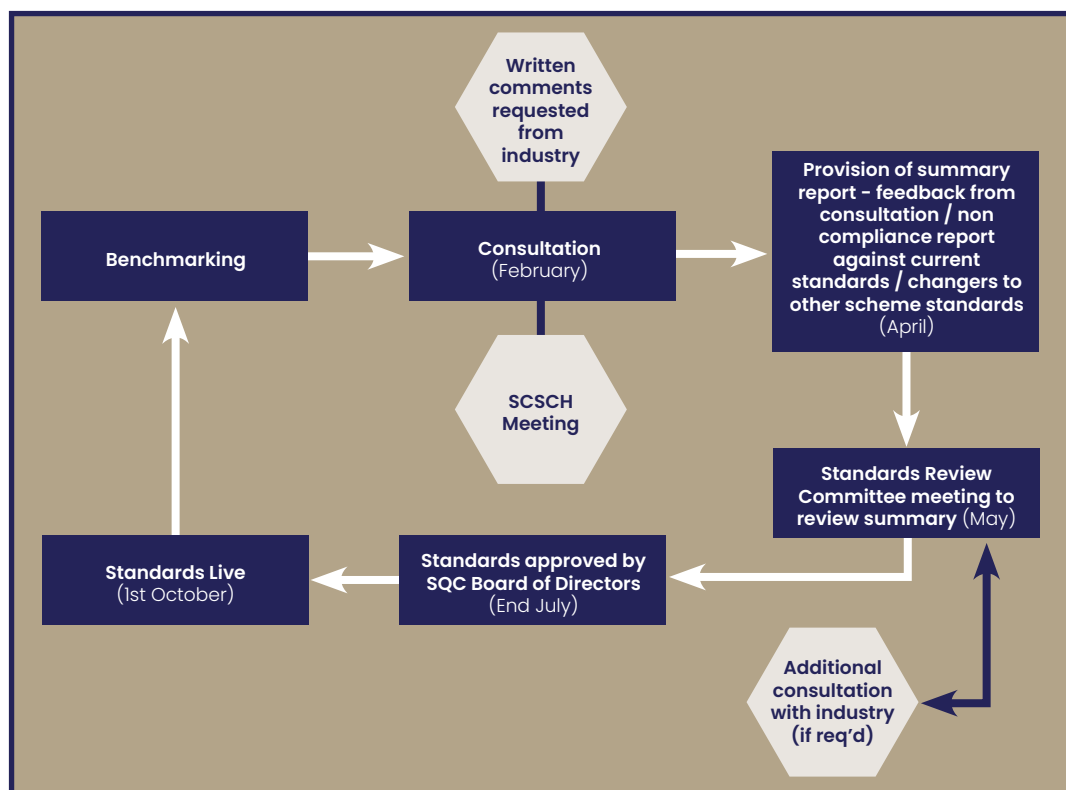 Written
comments
requested
from
industry
Benchmarking
Consultation
(February)
Provision of summary
report - feedback from
consultation / non
compliance report
against current
standards / changers to
other scheme standards
(April)
SCSCH
Meeting
Standards Review
Committee meeting to
review summary (May)
Standards Live
(1st October)
Standards approved by
SQC Board of Directors
(End July)
Additional
consultation
with industry
(if req’d)